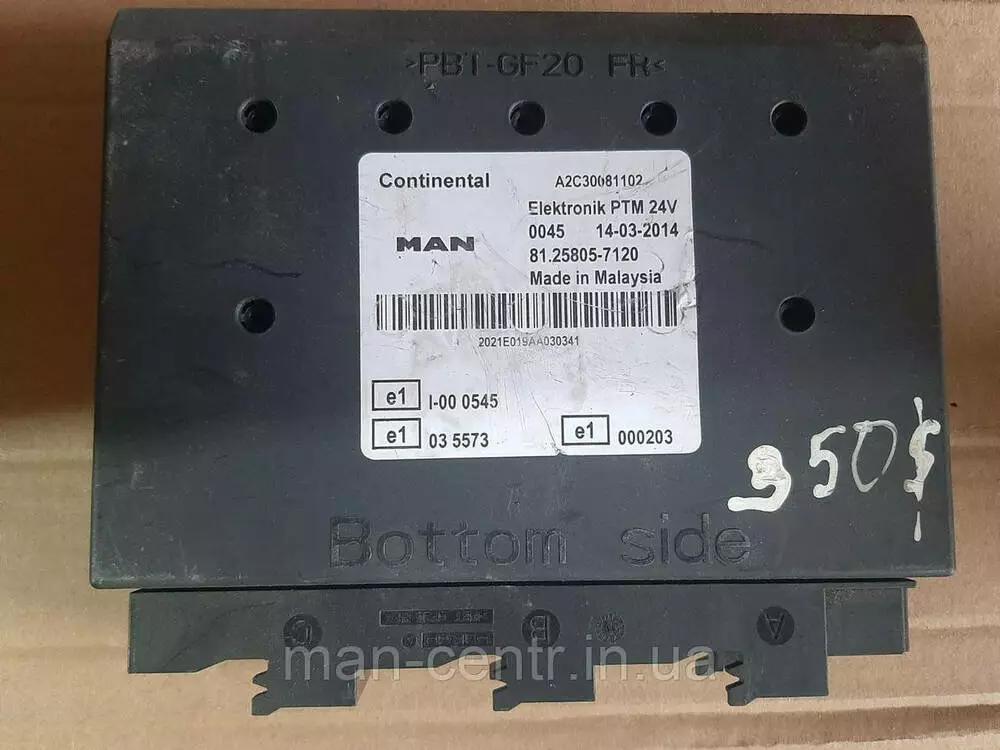 >PBT-GF20 FR<
Continental A2C30081102
Elektronik PTM 24V
0045 14-03-2014
MAN 81.25805-7120
Made in Malaysia
2021E019AA030341
e1 I-00 0545
e1 03 5573 e1 000203
950$
Bottom side
C B A
man-centr.in.ua